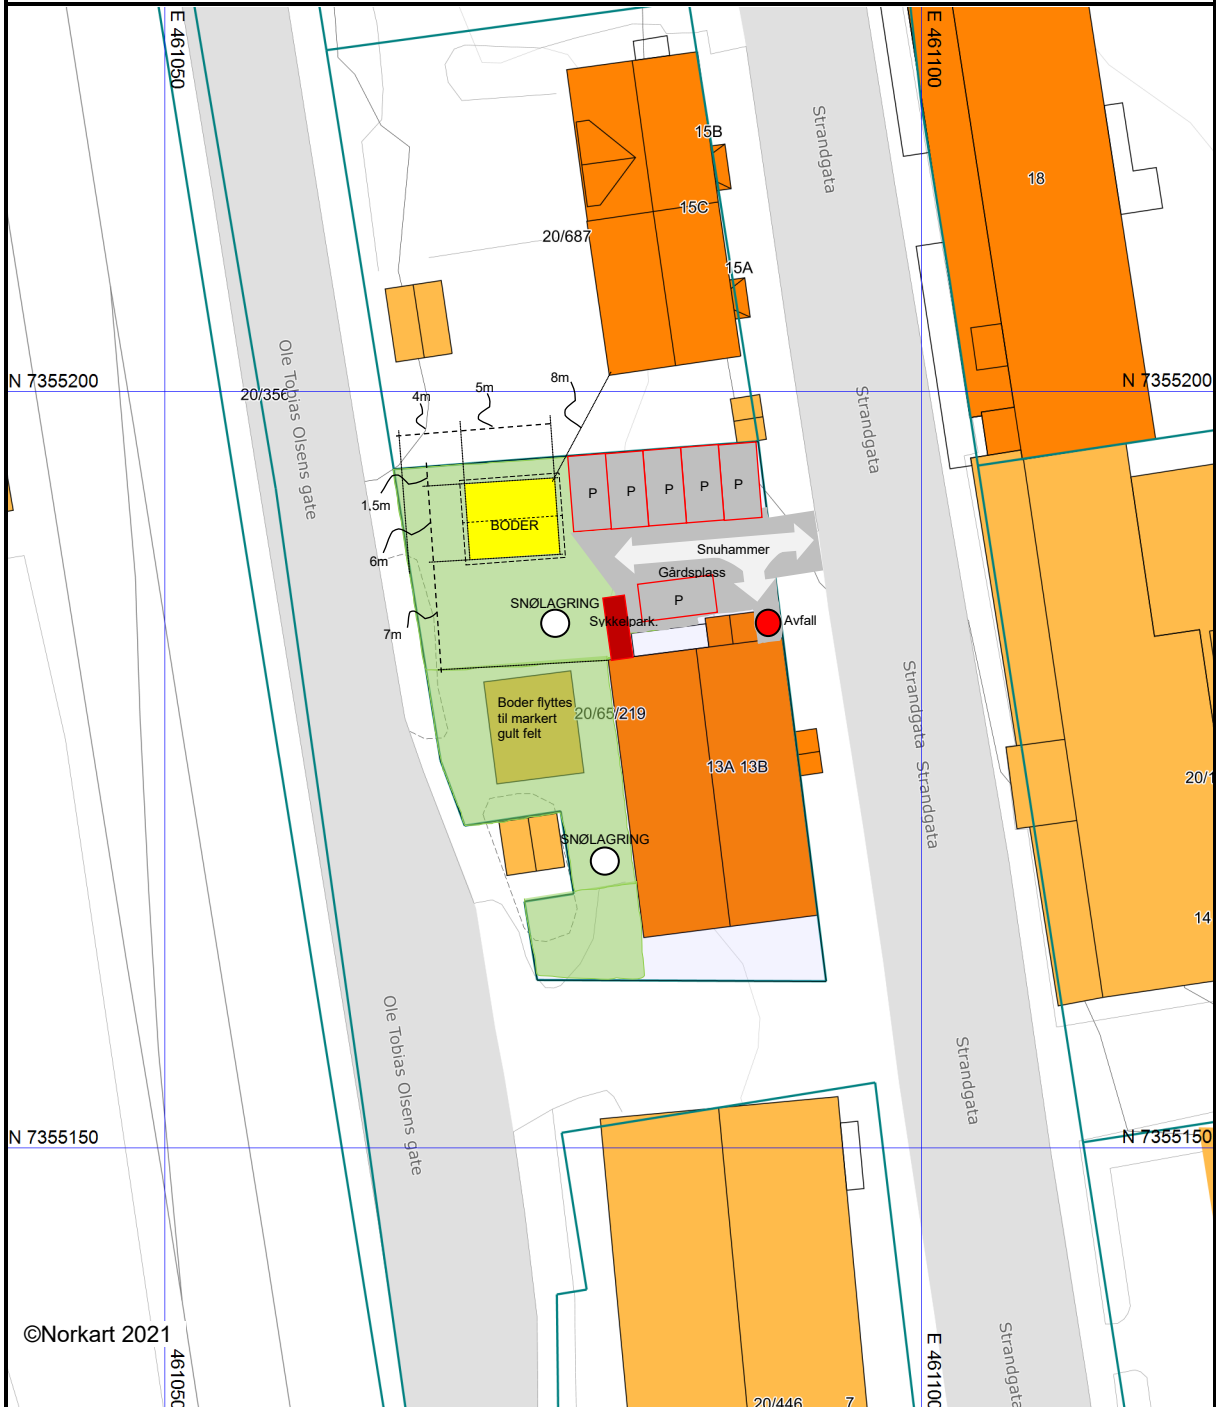 E 461050
E 461100
Strandgata
15B
18
15C
20/687
15A
N 7355200
N 7355200
Ole Tobias Olsens gate
20/356
4m
5m
8m
Strandgata
1,5m
P
P
P
P
P
BODER
Snuhammer
6m
Gårdsplass
SNØLAGRING
P
Sykkelpark.
Avfall
7m
Boder flyttes
til markert
gult felt
20/65/219
Strandgata
13A 13B
Strandgata
20/1
SNØLAGRING
14
Ole Tobias Olsens gate
Strandgata
N 7355150
N 7355150
©Norkart 2021
Strandgata
461050
E 461100
20/446
7